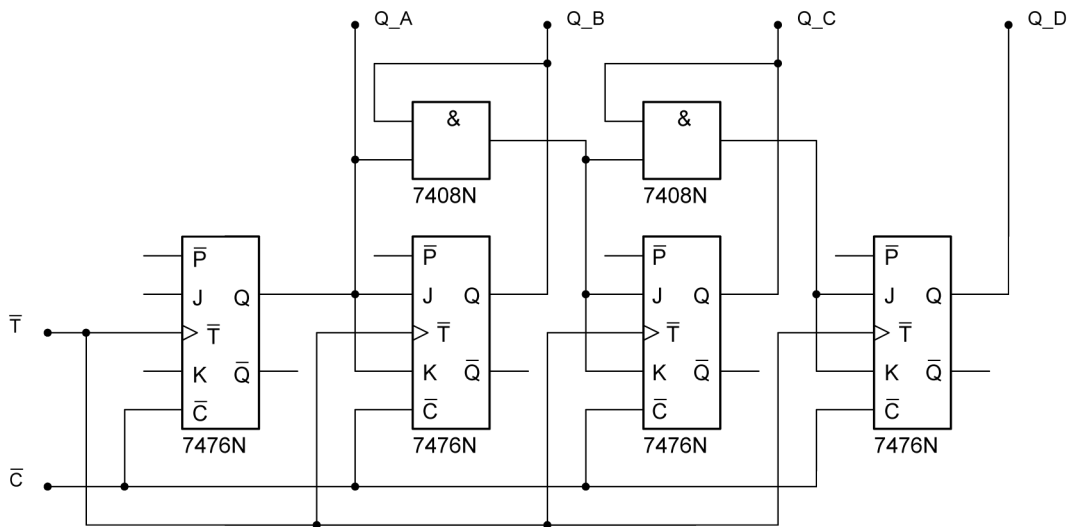 Q_A Q_B Q_C Q_D
& &
7408N 7408N
P̅ P̅ P̅ P̅
J Q J Q J Q J Q
T̅ T̅ T̅ T̅ T̅
K Q̅ K Q̅ K Q̅ K Q̅
C̅ C̅ C̅ C̅
7476N 7476N 7476N 7476N
C̅